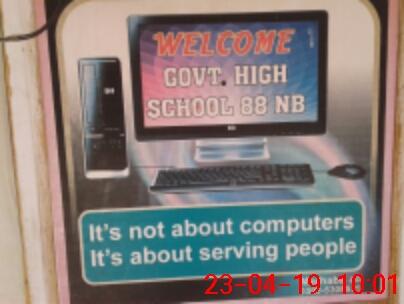 WELCOME
GOVT. HIGH
SCHOOL 88 NB
It's not about computers
It's about serving people
23-04-19 10:01